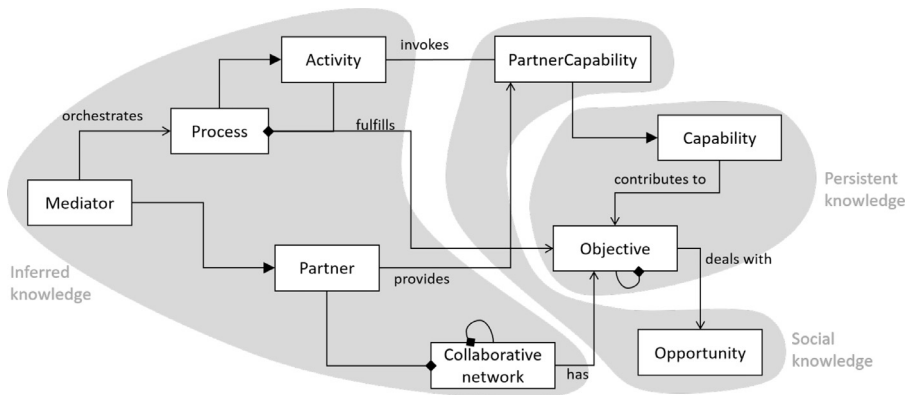 Activity
invokes
PartnerCapability
orchestrates
Process
fulfills
Capability
contributes to
Persistent
knowledge
Mediator
Objective
deals with
Inferred
knowledge
Partner
provides
Collaborative
network
has
Opportunity
Social
knowledge